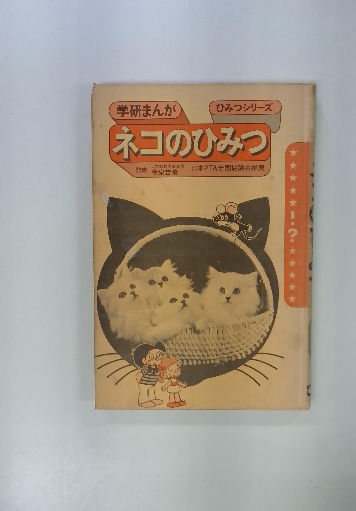 学研まんが
ひみつシリーズ
ネコのひみつ
日本PTA全国協議会推薦
!?